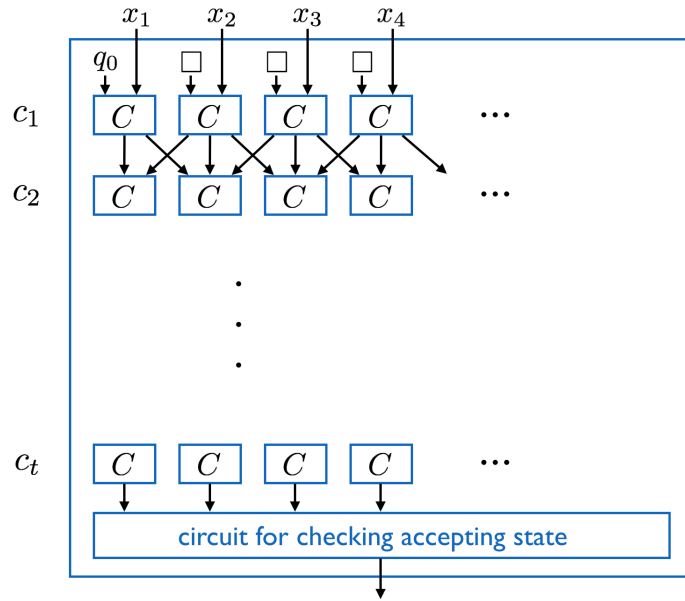 x₁ x₂ x₃ x₄
q₀ □ □ □
c₁ C C C C ...
c₂ C C C C ...
.
.
.
cₜ C C C C ...
circuit for checking accepting state